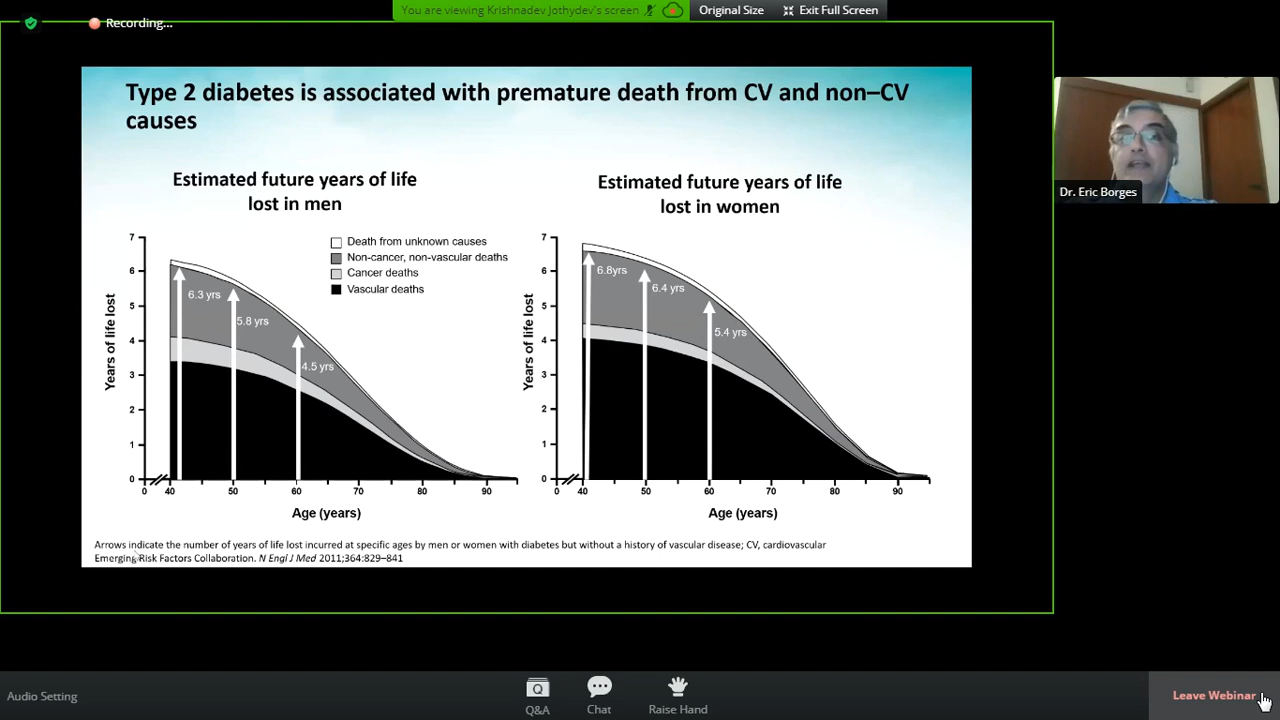 You are viewing Krishnadev Jothydev's screen
Original Size
Exit Full Screen
Recording...
Type 2 diabetes is associated with premature death from CV and non–CV
causes
Estimated future years of life
lost in men
Death from unknown causes
Non-cancer, non-vascular deaths
Cancer deaths
Vascular deaths
Years of life lost
7
6
5
4
3
2
1
0
6.3 yrs
5.8 yrs
4.5 yrs
0 40 50 60 70 80 90
Age (years)
Estimated future years of life
lost in women
Years of life lost
7
6
5
4
3
2
1
0
6.8yrs
6.4 yrs
5.4 yrs
0 40 50 60 70 80 90
Age (years)
Arrows indicate the number of years of life lost incurred at specific ages by men or women with diabetes but without a history of vascular disease; CV, cardiovascular
Emerging Risk Factors Collaboration. N Engl J Med 2011;364:829–841
Dr. Eric Borges
Audio Setting
Q
Q&A
Chat
Raise Hand
Leave Webinar